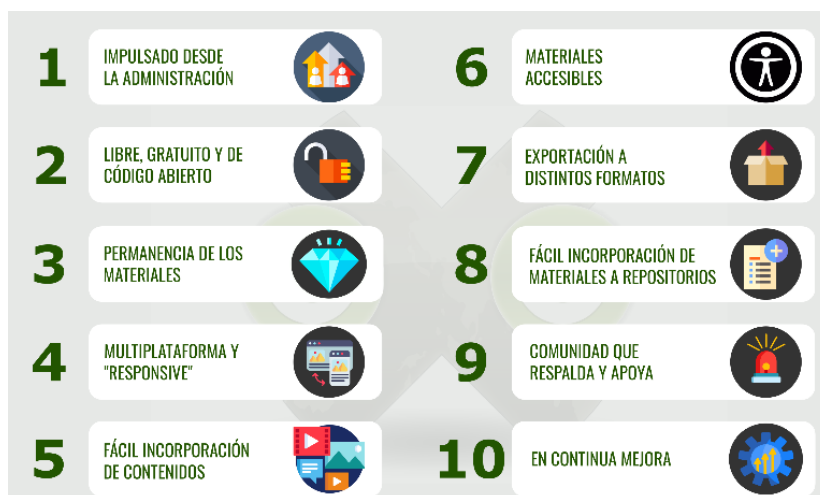 1
IMPULSADO DESDE
LA ADMINISTRACIÓN
2
LIBRE, GRATUITO Y DE
CÓDIGO ABIERTO
3
PERMANENCIA DE LOS
MATERIALES
4
MULTIPLATAFORMA Y
"RESPONSIVE"
5
FÁCIL INCORPORACIÓN
DE CONTENIDOS
6
MATERIALES
ACCESIBLES
7
EXPORTACIÓN A
DISTINTOS FORMATOS
8
FÁCIL INCORPORACIÓN DE
MATERIALES A REPOSITORIOS
9
COMUNIDAD QUE
RESPALDA Y APOYA
10
EN CONTINUA MEJORA